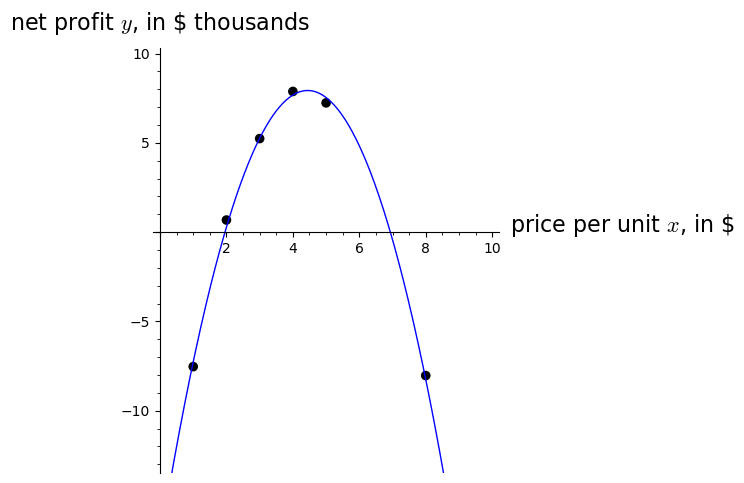 net profit y, in $ thousands
10
5
price per unit x, in $
2 4 6 8 10
−5
−10